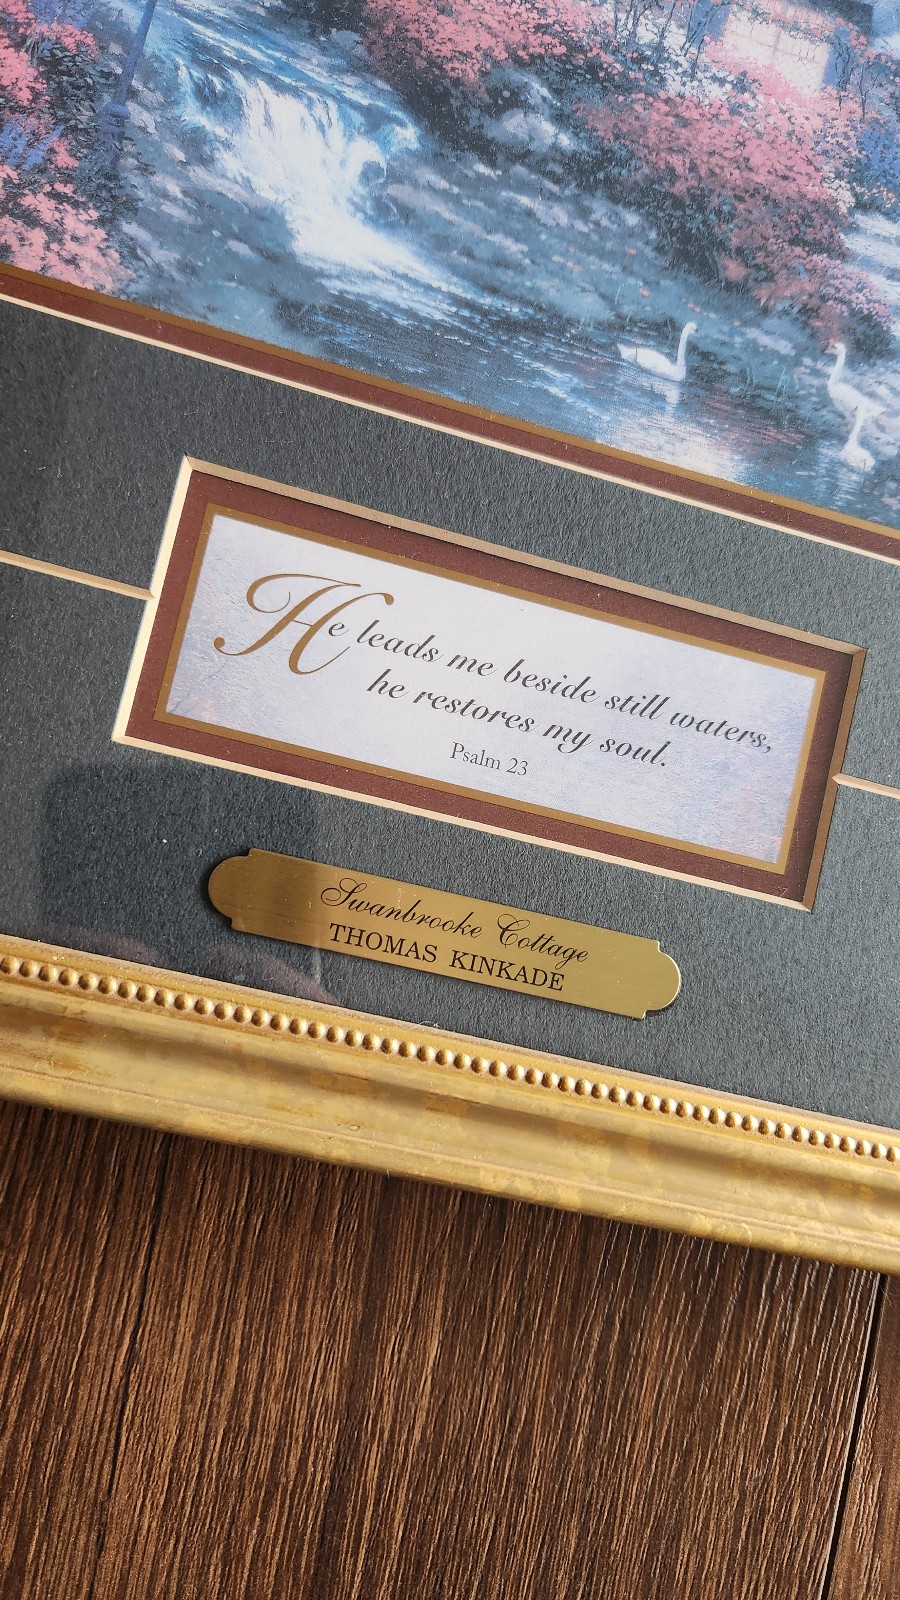 He leads me beside still waters,
he restores my soul.
Psalm 23
Swanbrooke Cottage
THOMAS KINKADE